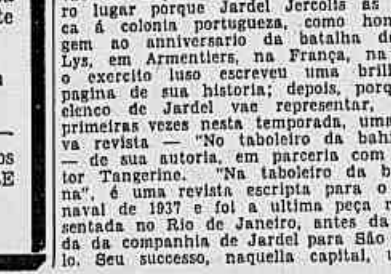 ro lugar porque Jardel Jercolis as
ca á colonia portugueza, como hon
gem ao anniversario da batalha de
Lys, em Armentiers, na França, na
o exercito luso escreveu uma brill
pagina de sua historia; depois, porq
elenco de Jardel vae representar,
primeiras vezes nesta temporada, uma
va revista — "No taboleiro da bahi
— de sua autoria, em parceria com
tor Tangerine. "Na taboleiro da b
na", é uma revista escripta para o
naval de 1937 e foi a ultima peça r
sentada no Rio de Janeiro, antes da
da da companhia de Jardel para São
lo. Seu successo, naquella capital,
te
a
os
E